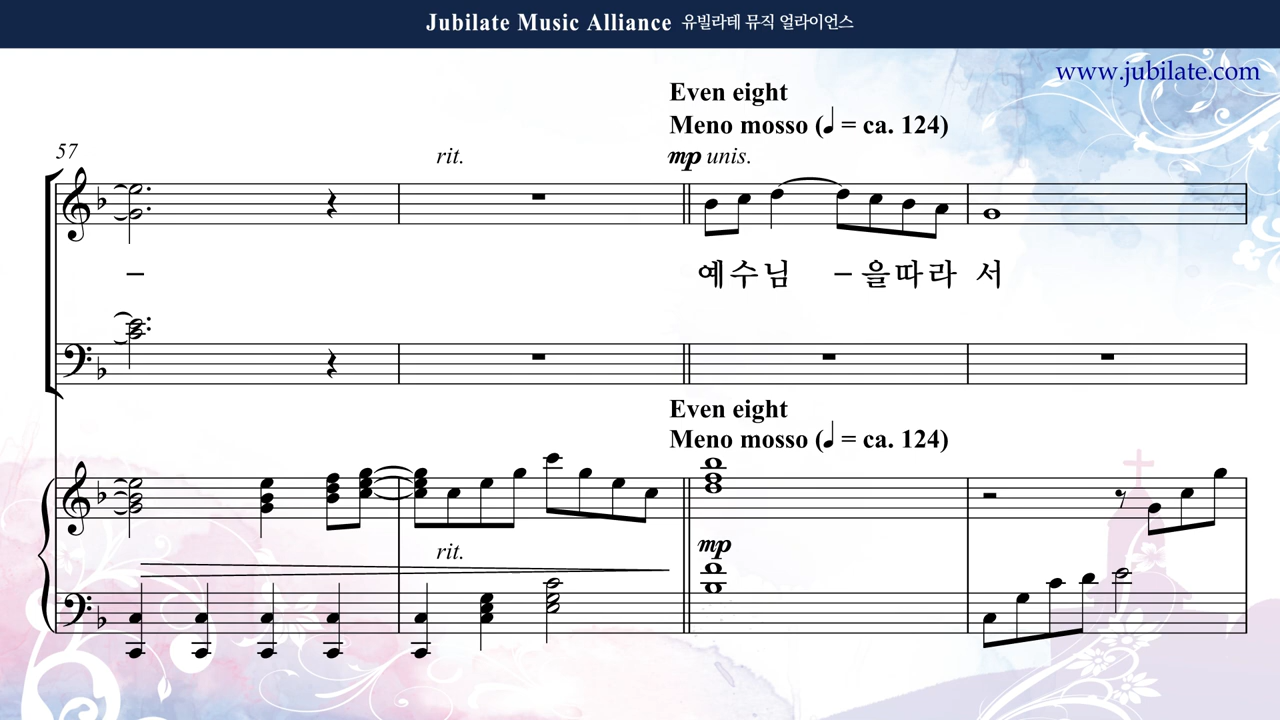 Jubilate Music Alliance 유빌라테 뮤직 얼라이언스
www.jubilate.com
Even eight
Meno mosso (♩ = ca. 124)
57
rit.
mp unis.
– 예수님 – 을따라 서
Even eight
Meno mosso (♩ = ca. 124)
rit.
mp